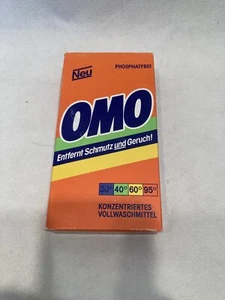 Neu
PHOSPHATFREI
OMO
Entfernt Schmutz und Geruch!
30° 40° 60° 95°
KONZENTRIERTES
VOLLWASCHMITTEL